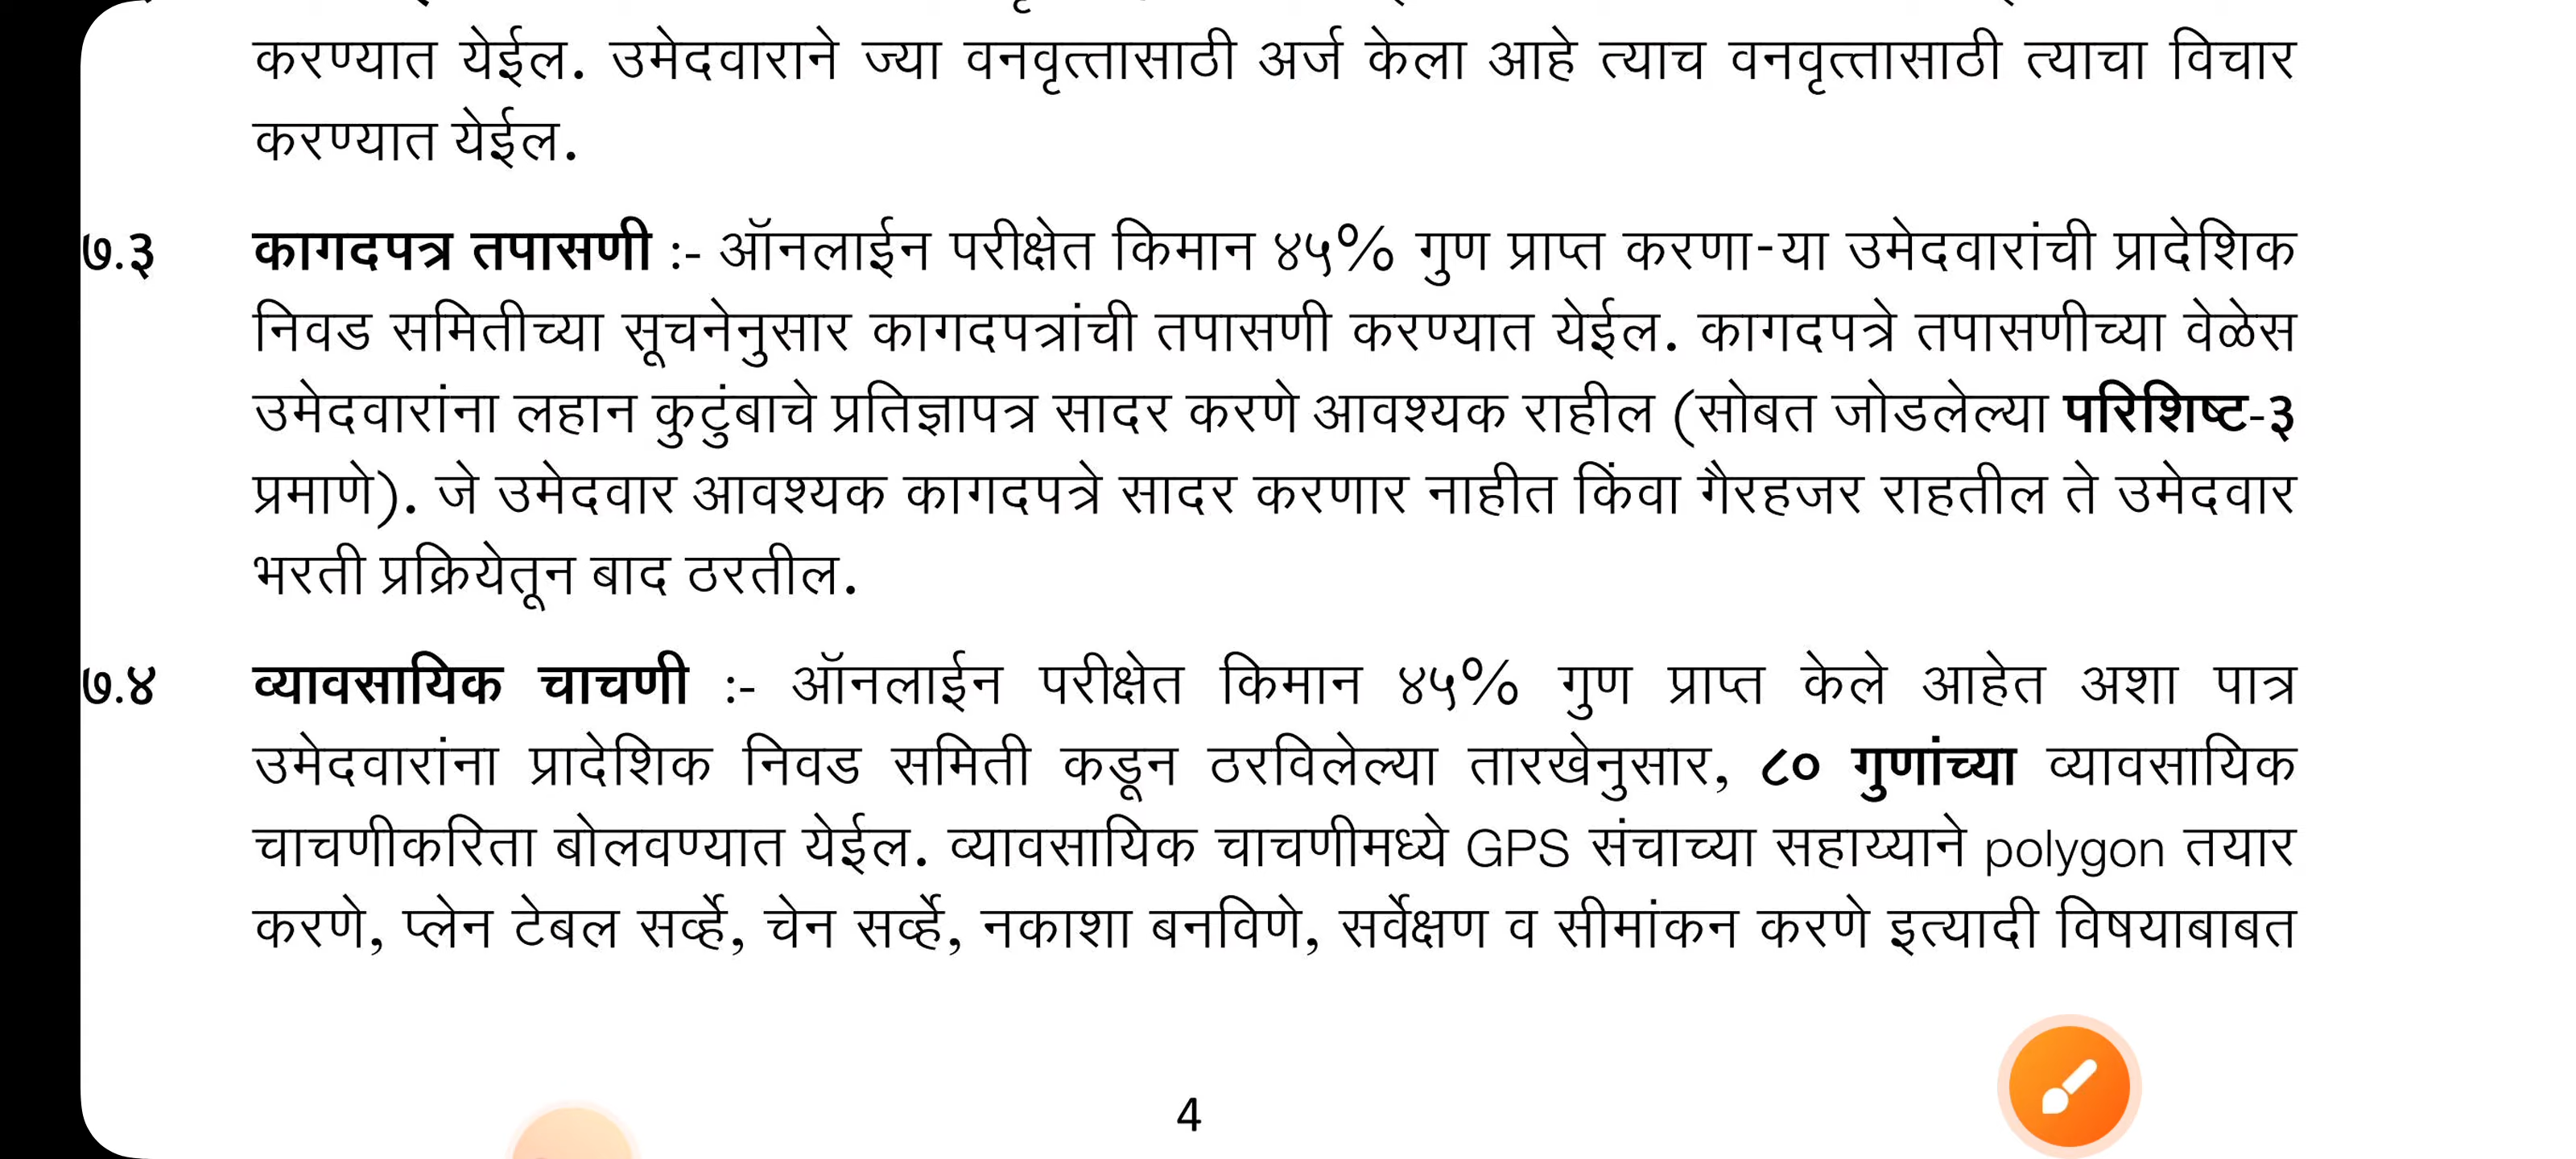 करण्यात येईल. उमेदवाराने ज्या वनवृत्तासाठी अर्ज केला आहे त्याच वनवृत्तासाठी त्याचा विचार
करण्यात येईल.
७.३ कागदपत्र तपासणी :- ऑनलाईन परीक्षेत किमान ४५% गुण प्राप्त करणा-या उमेदवारांची प्रादेशिक
निवड समितीच्या सूचनेनुसार कागदपत्रांची तपासणी करण्यात येईल. कागदपत्रे तपासणीच्या वेळेस
उमेदवारांना लहान कुटुंबाचे प्रतिज्ञापत्र सादर करणे आवश्यक राहील (सोबत जोडलेल्या परिशिष्ट-३
प्रमाणे). जे उमेदवार आवश्यक कागदपत्रे सादर करणार नाहीत किंवा गैरहजर राहतील ते उमेदवार
भरती प्रक्रियेतून बाद ठरतील.
७.४ व्यावसायिक चाचणी :- ऑनलाईन परीक्षेत किमान ४५% गुण प्राप्त केले आहेत अशा पात्र
उमेदवारांना प्रादेशिक निवड समिती कडून ठरविलेल्या तारखेनुसार, ८० गुणांच्या व्यावसायिक
चाचणीकरिता बोलवण्यात येईल. व्यावसायिक चाचणीमध्ये GPS संचाच्या सहाय्याने polygon तयार
करणे, प्लेन टेबल सर्व्हे, चेन सर्व्हे, नकाशा बनविणे, सर्वेक्षण व सीमांकन करणे इत्यादी विषयाबाबत
4